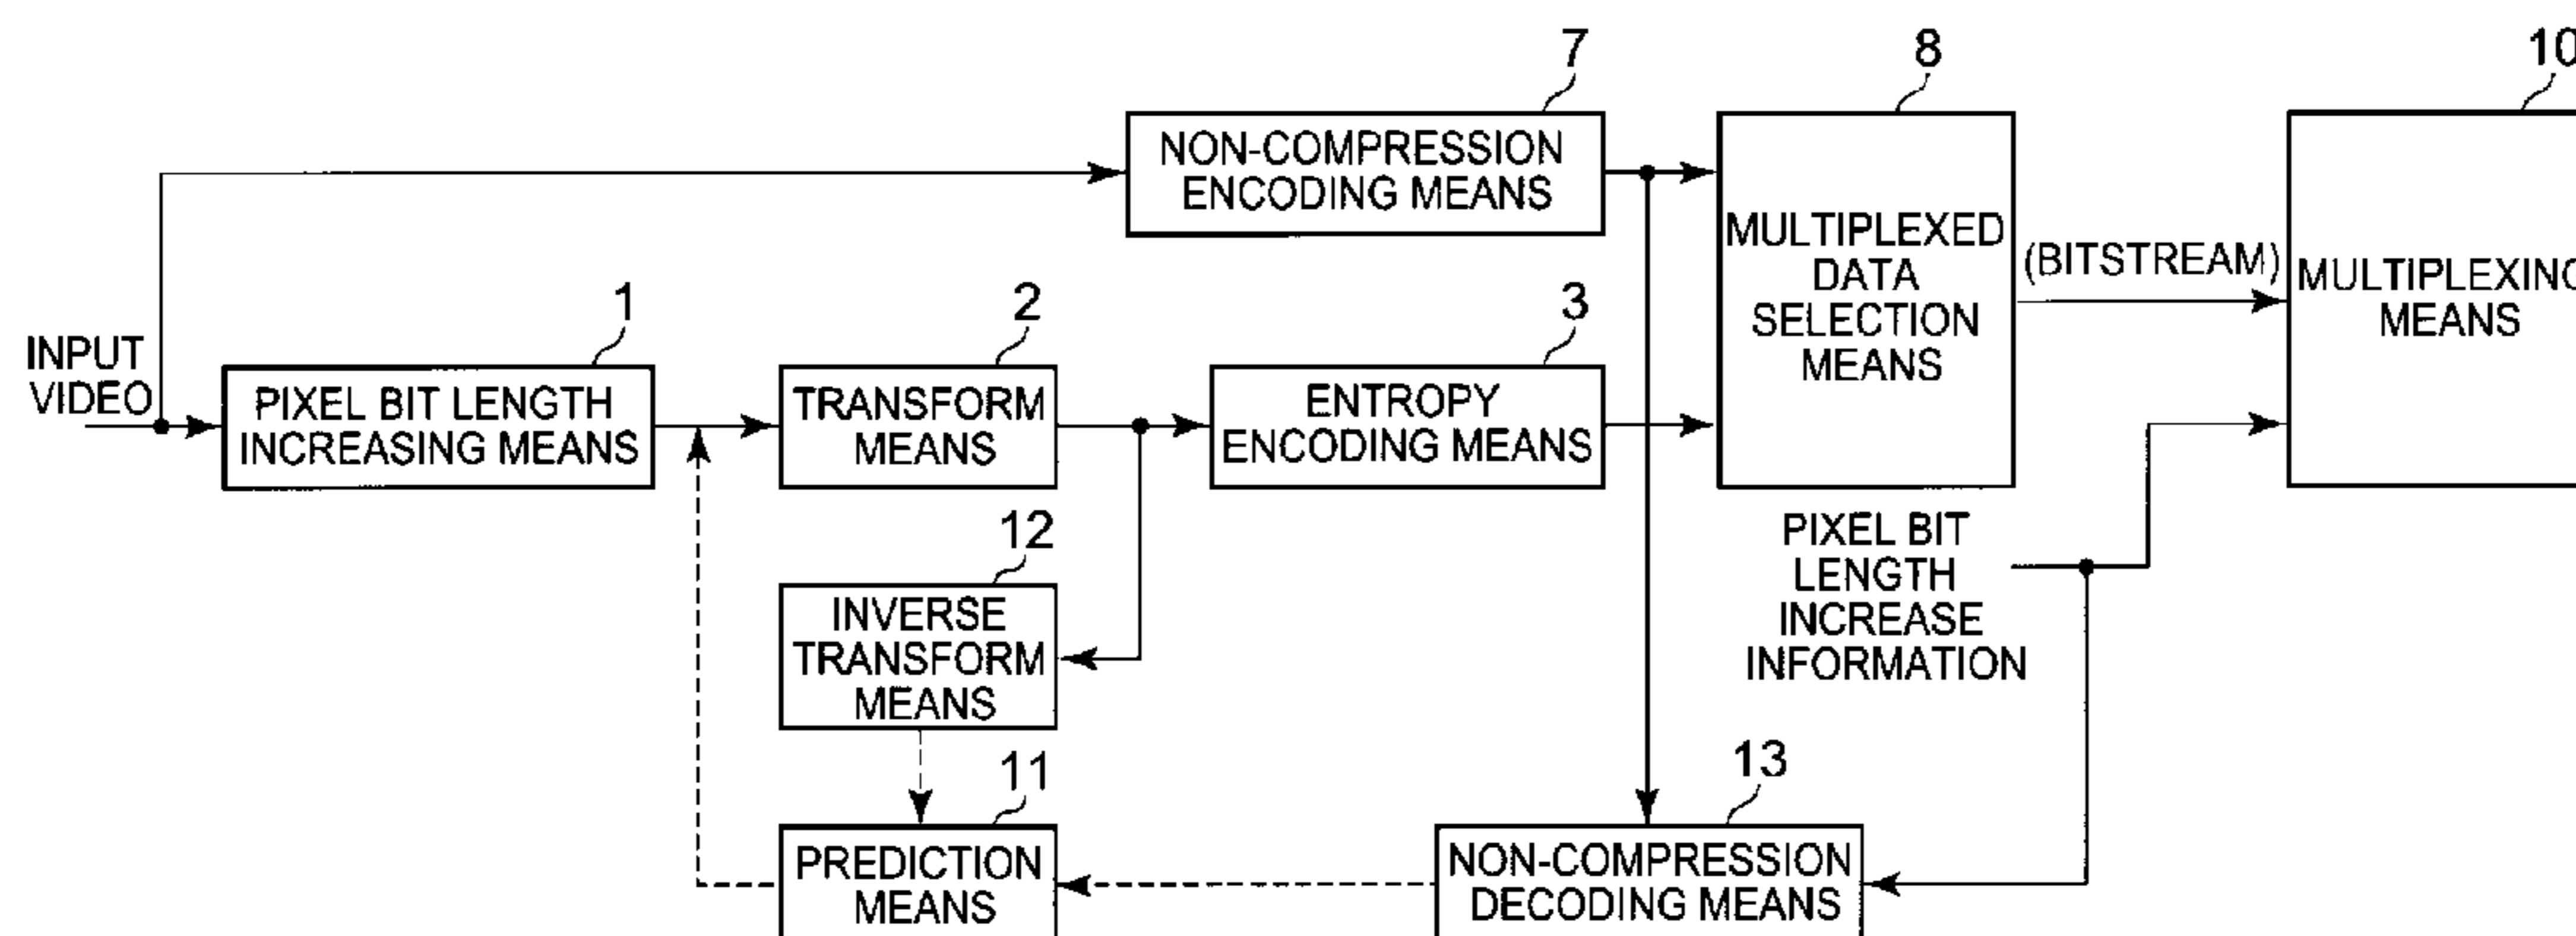 7
8
10
NON-COMPRESSION
ENCODING MEANS
MULTIPLEXED
DATA
SELECTION
MEANS
(BITSTREAM)
MULTIPLEXING
MEANS
1
2
3
INPUT
VIDEO
PIXEL BIT LENGTH
INCREASING MEANS
TRANSFORM
MEANS
ENTROPY
ENCODING MEANS
12
INVERSE
TRANSFORM
MEANS
PIXEL BIT
LENGTH
INCREASE
INFORMATION
11
13
PREDICTION
MEANS
NON-COMPRESSION
DECODING MEANS